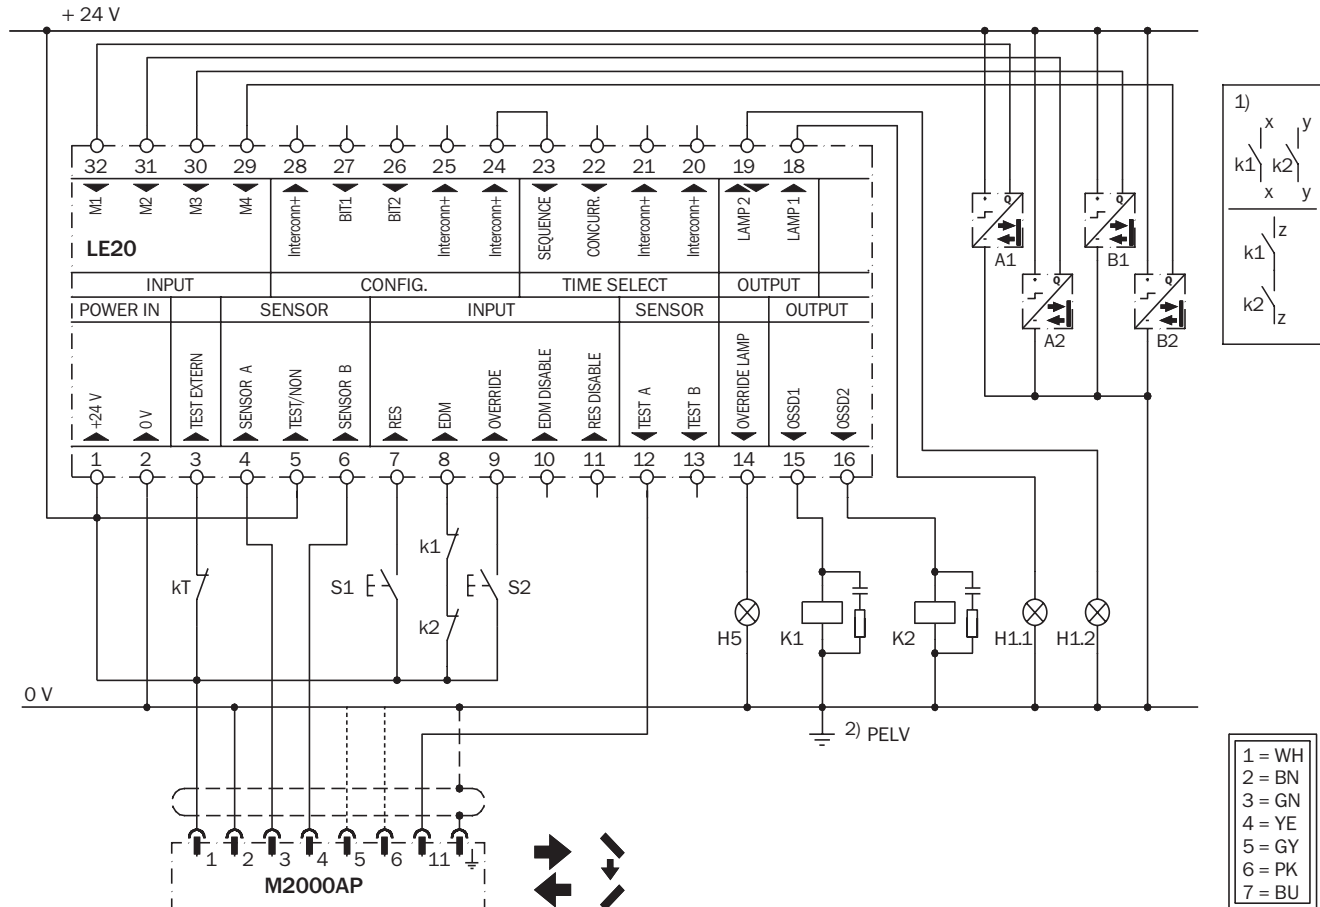 + 24 V
32 31 30 29 28 27 26 25 24 23 22 21 20 19 18
M1 M2 M3 M4 Interconn+ BIT1 BIT2 Interconn+ Interconn+ SEQUENCE CONCURR. Interconn+ Interconn+ LAMP 2 LAMP 1
LE20
INPUT CONFIG. TIME SELECT OUTPUT
POWER IN SENSOR INPUT SENSOR OUTPUT
+24 V 0 V TEST EXTERN SENSOR A TEST/NON SENSOR B RES EDM OVERRIDE EDM DISABLE RES DISABLE TEST A TEST B OVERRIDE LAMP OSSD1 OSSD2
1 2 3 4 5 6 7 8 9 10 11 12 13 14 15 16
+ Q
-
A1
+ Q
-
B1
+ Q
-
A2
+ Q
-
B2
1)
x y
k1 k2
x y
z
k1
k2
z
kT
S1
k1
k2
S2
H5
K1
K2
H1.1
H1.2
0 V
2) PELV
1 2 3 4 5 6 11
M2000AP
1 = WH
2 = BN
3 = GN
4 = YE
5 = GY
6 = PK
7 = BU